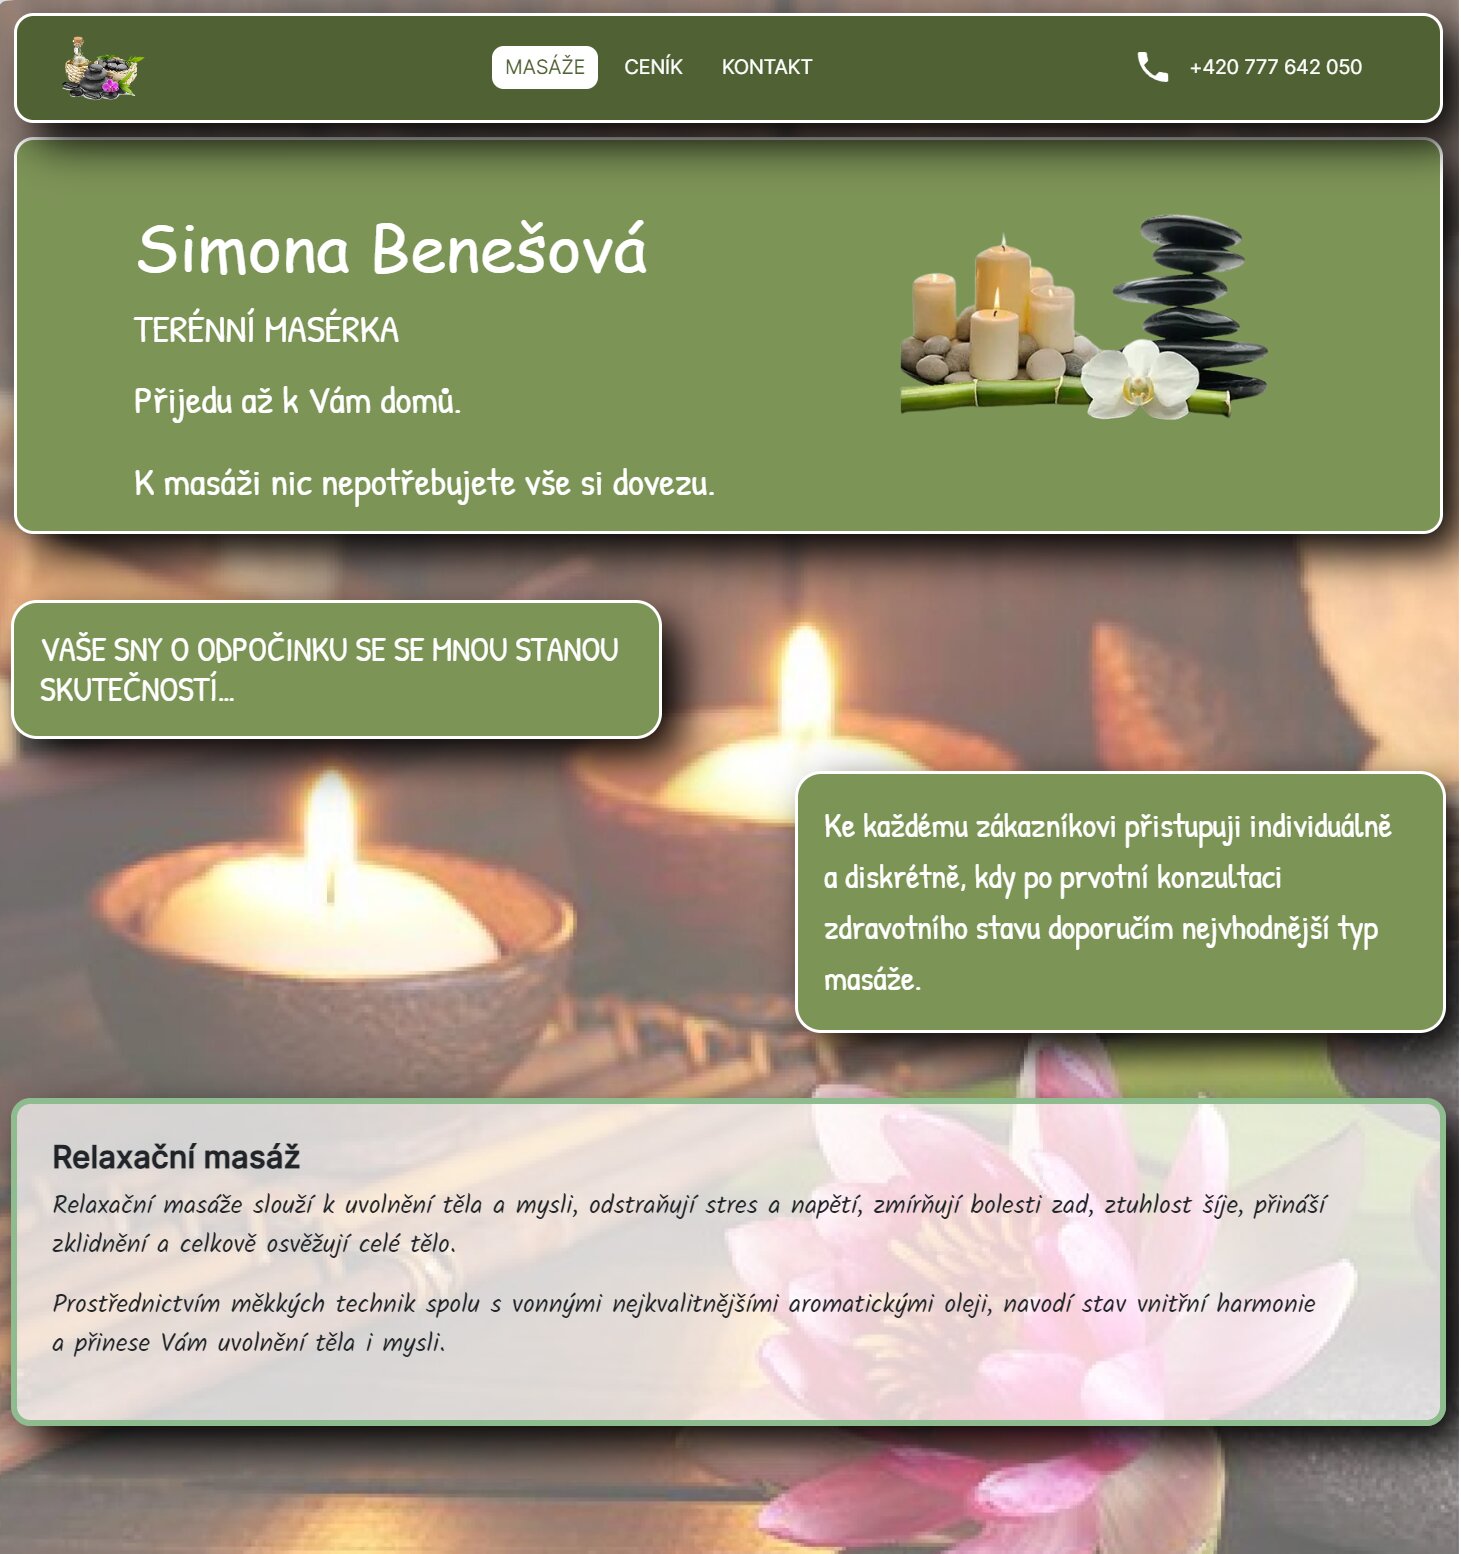 MASÁŽE
CENÍK
KONTAKT
+420 777 642 050
Simona Benešová
TERÉNNÍ MASÉRKA
Přijedu až k Vám domů.
K masáži nic nepotřebujete vše si dovezu.
VAŠE SNY O ODPOČINKU SE SE MNOU STANOU
SKUTEČNOSTÍ...
Ke každému zákazníkovi přistupuji individuálně
a diskrétně, kdy po prvotní konzultaci
zdravotního stavu doporučím nejvhodnější typ
masáže.
Relaxační masáž
Relaxační masáže slouží k uvolnění těla a mysli, odstraňují stres a napětí, zmírňují bolesti zad, ztuhlost šíje, přináší
zklidnění a celkově osvěžují celé tělo.
Prostřednictvím měkkých technik spolu s vonnými nejkvalitnějšími aromatickými oleji, navodí stav vnitřní harmonie
a přinese Vám uvolnění těla i mysli.